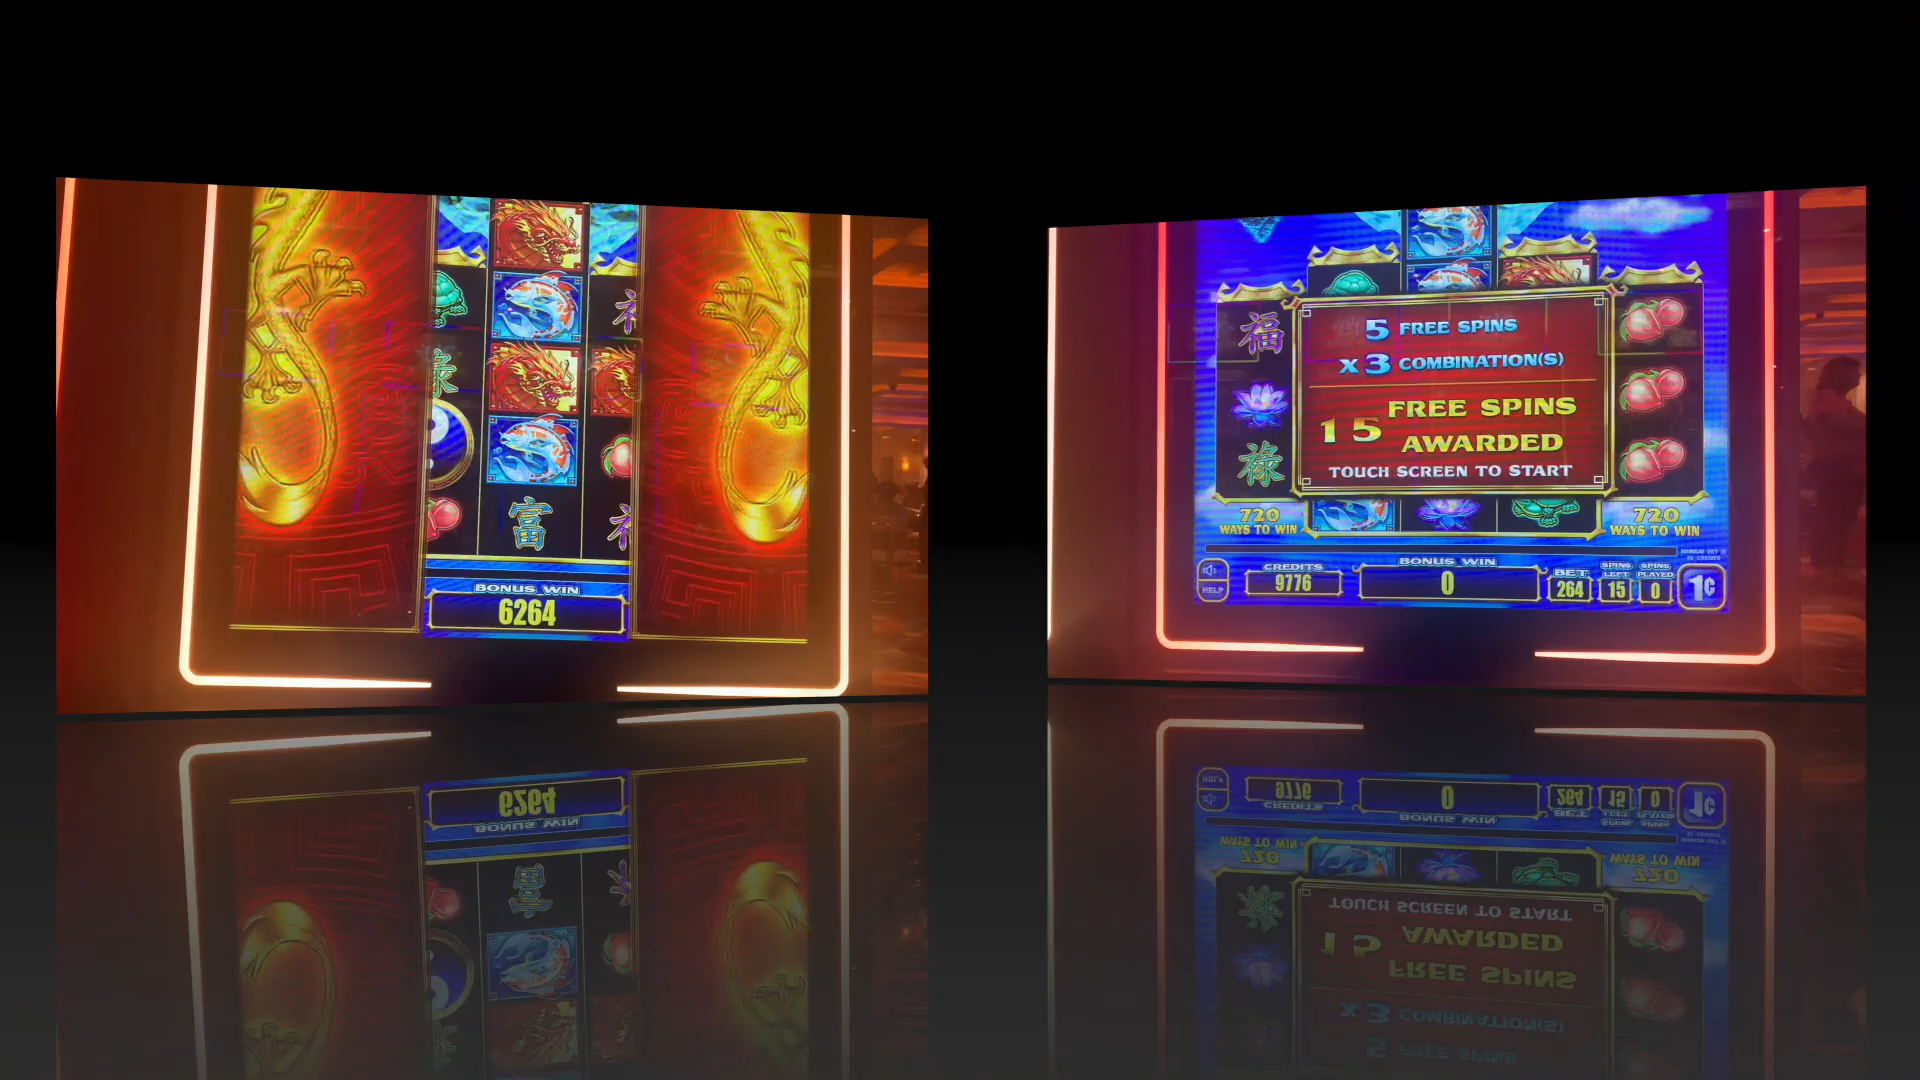 祿
富
BONUS WIN
6264
福
祿
5 FREE SPINS
x 3 COMBINATION(S)
15 FREE SPINS
AWARDED
TOUCH SCREEN TO START
720
WAYS TO WIN
720
WAYS TO WIN
HELP
CREDITS
9776
BONUS WIN
0
BET
264
SPINS
LEFT
15
SPINS
PLAYED
0
1¢